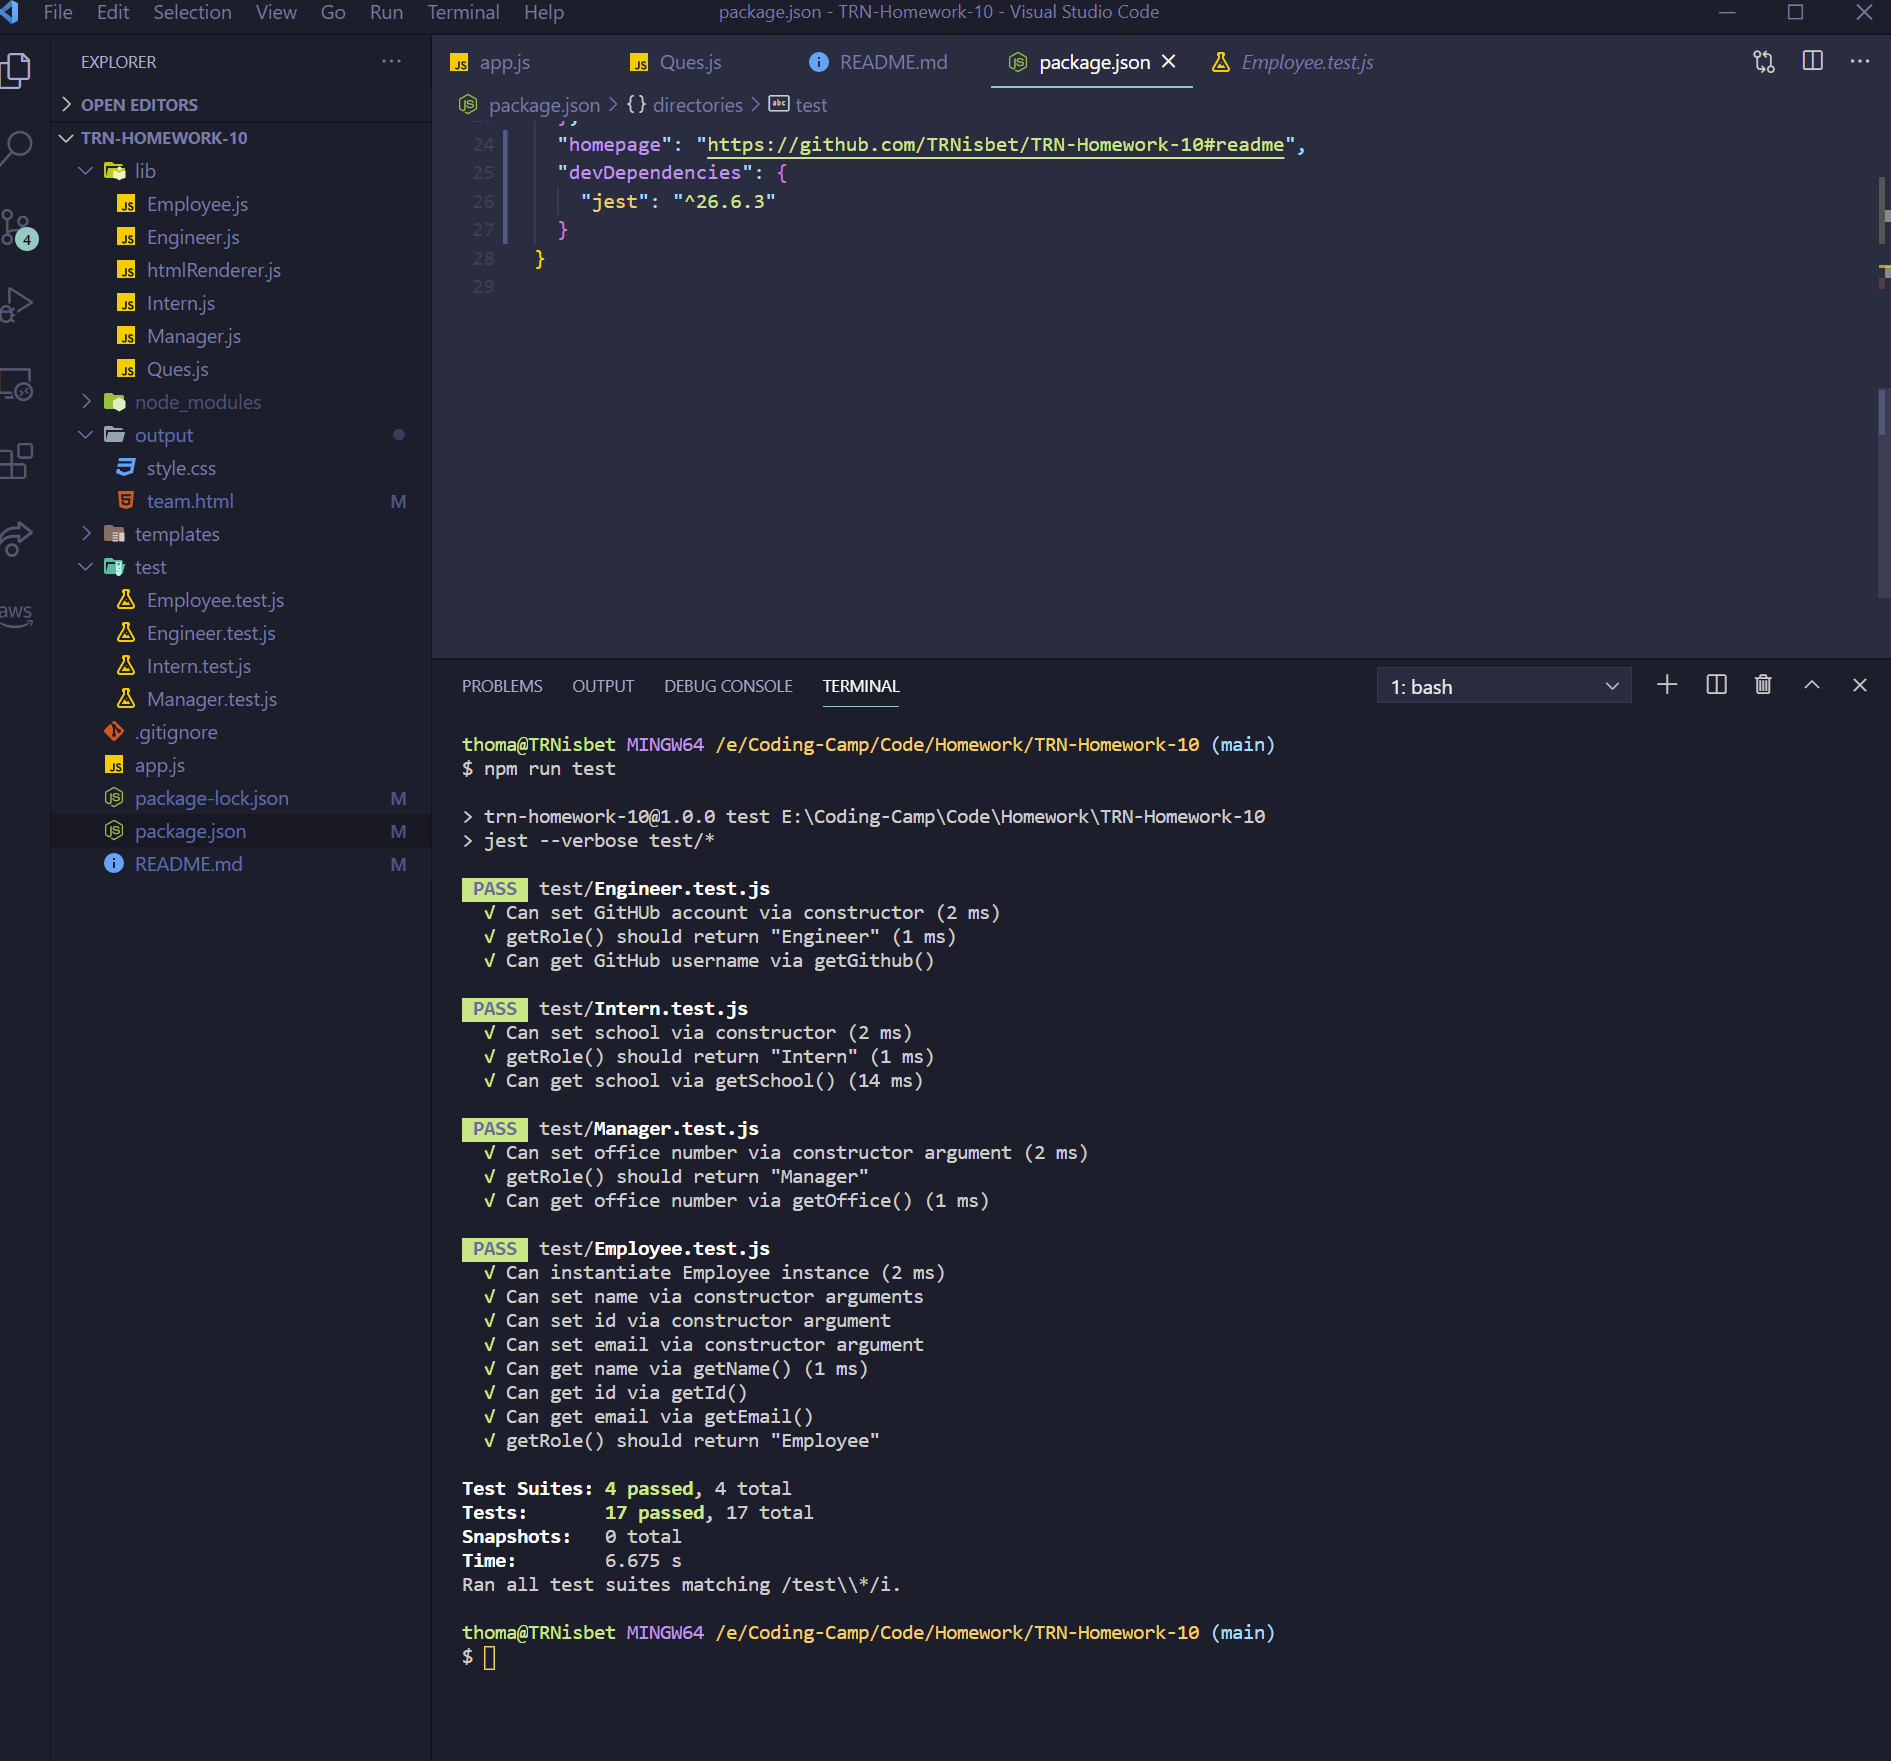 File Edit Selection View Go Run Terminal Help package.json - TRN-Homework-10 - Visual Studio Code
EXPLORER
OPEN EDITORS
TRN-HOMEWORK-10
lib
Employee.js
Engineer.js
htmlRenderer.js
Intern.js
Manager.js
Ques.js
node_modules
output
style.css
team.html M
templates
test
Employee.test.js
Engineer.test.js
Intern.test.js
Manager.test.js
.gitignore
app.js
package-lock.json M
package.json M
README.md M
4
aws
app.js Ques.js README.md package.json Employee.test.js
package.json > {} directories > abc test
24 "homepage": "https://github.com/TRNisbet/TRN-Homework-10#readme",
25 "devDependencies": {
26 "jest": "^26.6.3"
27 }
28 }
29
PROBLEMS OUTPUT DEBUG CONSOLE TERMINAL 1: bash
thoma@TRNisbet MINGW64 /e/Coding-Camp/Code/Homework/TRN-Homework-10 (main)
$ npm run test
> trn-homework-10@1.0.0 test E:\Coding-Camp\Code\Homework\TRN-Homework-10
> jest --verbose test/*
PASS test/Engineer.test.js
√ Can set GitHUb account via constructor (2 ms)
√ getRole() should return "Engineer" (1 ms)
√ Can get GitHub username via getGithub()
PASS test/Intern.test.js
√ Can set school via constructor (2 ms)
√ getRole() should return "Intern" (1 ms)
√ Can get school via getSchool() (14 ms)
PASS test/Manager.test.js
√ Can set office number via constructor argument (2 ms)
√ getRole() should return "Manager"
√ Can get office number via getOffice() (1 ms)
PASS test/Employee.test.js
√ Can instantiate Employee instance (2 ms)
√ Can set name via constructor arguments
√ Can set id via constructor argument
√ Can set email via constructor argument
√ Can get name via getName() (1 ms)
√ Can get id via getId()
√ Can get email via getEmail()
√ getRole() should return "Employee"
Test Suites: 4 passed, 4 total
Tests: 17 passed, 17 total
Snapshots: 0 total
Time: 6.675 s
Ran all test suites matching /test\\*/i.
thoma@TRNisbet MINGW64 /e/Coding-Camp/Code/Homework/TRN-Homework-10 (main)
$